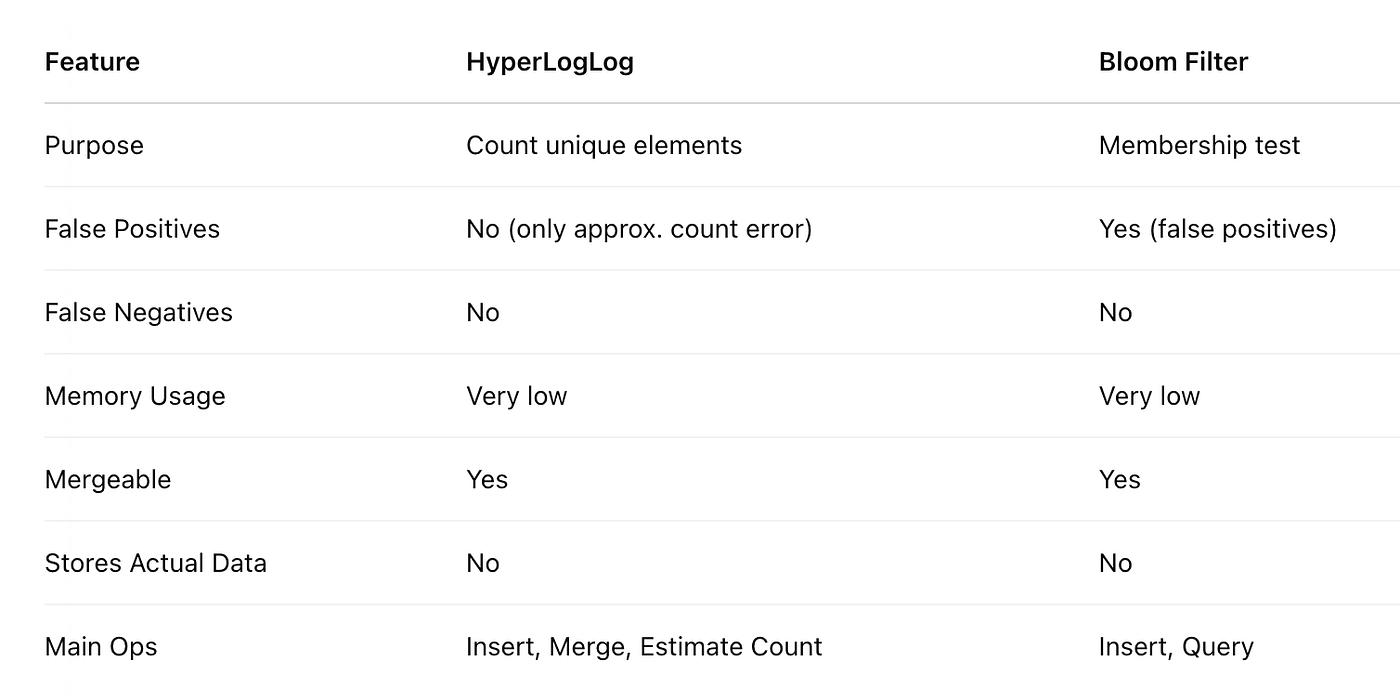 Feature HyperLogLog Bloom Filter
Purpose Count unique elements Membership test
False Positives No (only approx. count error) Yes (false positives)
False Negatives No No
Memory Usage Very low Very low
Mergeable Yes Yes
Stores Actual Data No No
Main Ops Insert, Merge, Estimate Count Insert, Query